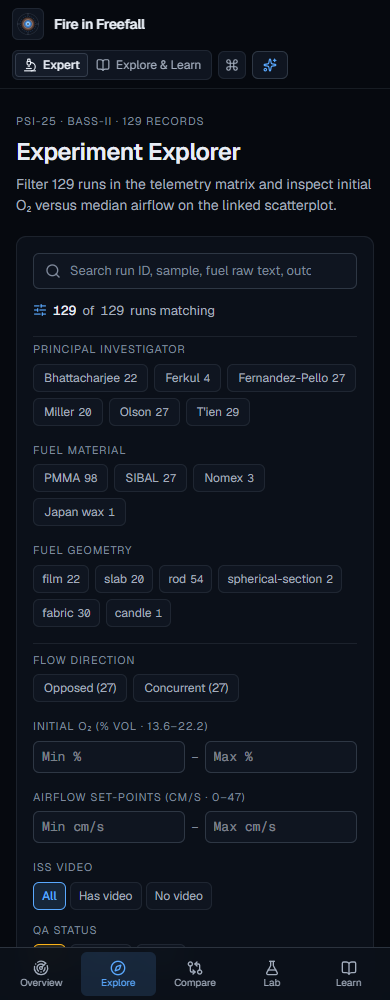 Fire in Freefall
Expert
Explore & Learn
⌘
PSI-25 · BASS-II · 129 RECORDS
Experiment Explorer
Filter 129 runs in the telemetry matrix and inspect initial
O₂ versus median airflow on the linked scatterplot.
Search run ID, sample, fuel raw text, outc
129 of 129 runs matching
PRINCIPAL INVESTIGATOR
Bhattacharjee 22
Ferkul 4
Fernandez-Pello 27
Miller 20
Olson 27
T'ien 29
FUEL MATERIAL
PMMA 98
SIBAL 27
Nomex 3
Japan wax 1
FUEL GEOMETRY
film 22
slab 20
rod 54
spherical-section 2
fabric 30
candle 1
FLOW DIRECTION
Opposed (27)
Concurrent (27)
INITIAL O₂ (% VOL · 13.6–22.2)
Min %
–
Max %
AIRFLOW SET-POINTS (CM/S · 0–47)
Min cm/s
–
Max cm/s
ISS VIDEO
All
Has video
No video
QA STATUS
Overview
Explore
Compare
Lab
Learn